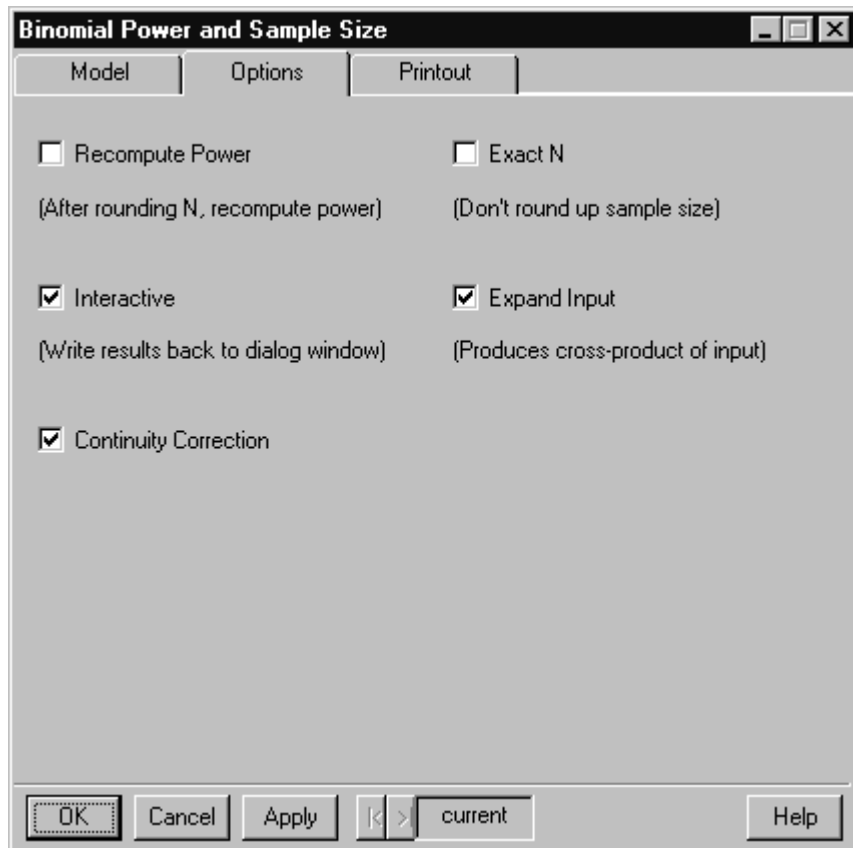 Binomial Power and Sample Size
Model Options Printout
Recompute Power Exact N
(After rounding N, recompute power) (Don't round up sample size)
Interactive Expand Input
(Write results back to dialog window) (Produces cross-product of input)
Continuity Correction
OK Cancel Apply |< >| current Help